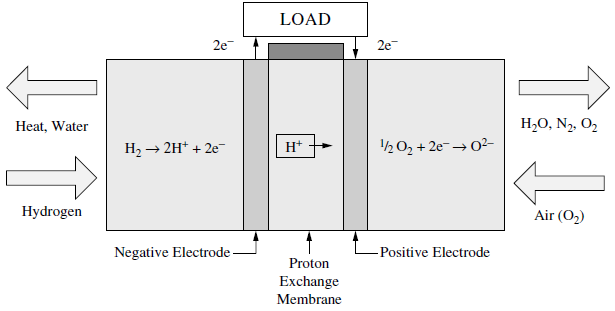 LOAD
2e⁻
2e⁻
Heat, Water
H₂ → 2H⁺ + 2e⁻
H⁺
½ O₂ + 2e⁻ → O²⁻
H₂O, N₂, O₂
Hydrogen
Air (O₂)
Negative Electrode
Positive Electrode
Proton
Exchange
Membrane